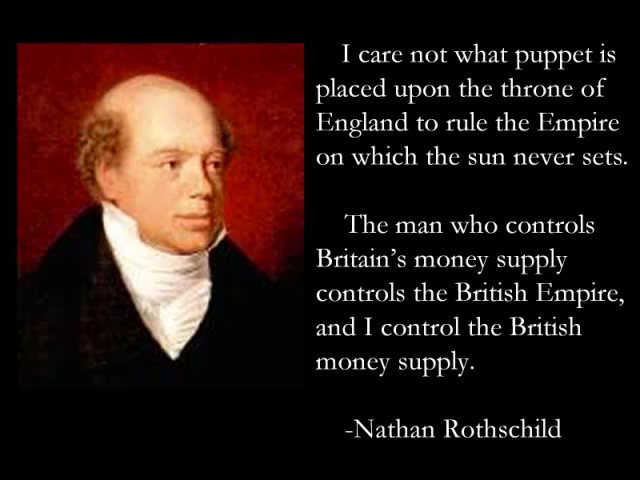 I care not what puppet is
placed upon the throne of
England to rule the Empire
on which the sun never sets.
The man who controls
Britain’s money supply
controls the British Empire,
and I control the British
money supply.
-Nathan Rothschild